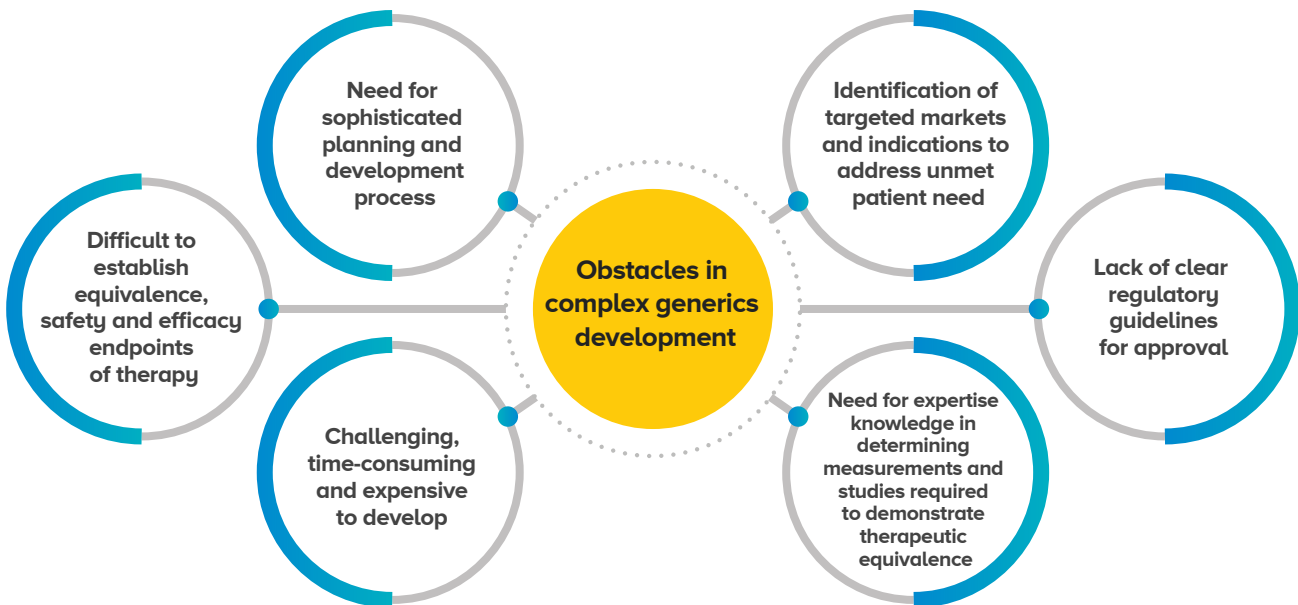 Need for
sophisticated
planning and
development
process
Identification of
targeted markets
and indications to
address unmet
patient need
Difficult to
establish
equivalence,
safety and efficacy
endpoints
of therapy
Obstacles in
complex generics
development
Lack of clear
regulatory
guidelines
for approval
Challenging,
time-consuming
and expensive
to develop
Need for expertise
knowledge in
determining
measurements and
studies required
to demonstrate
therapeutic
equivalence